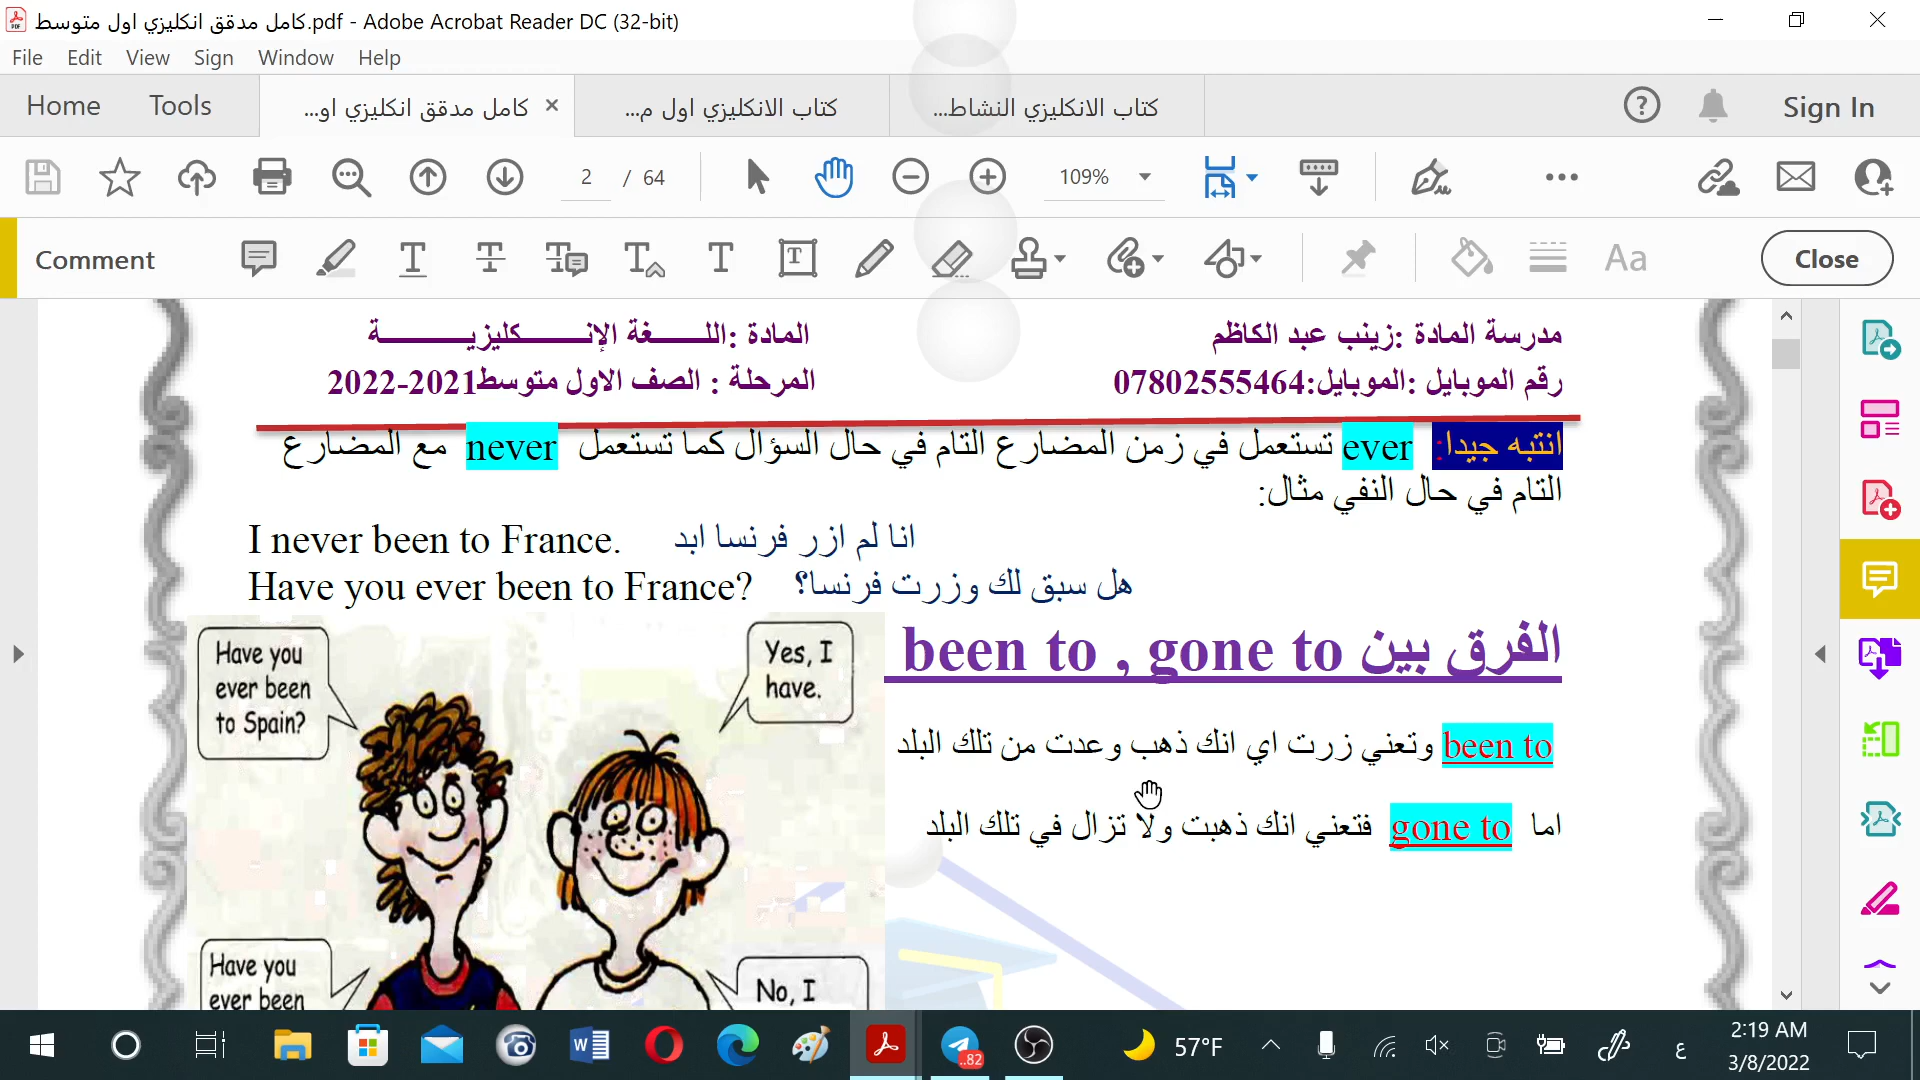 كامل مدقق انكليزي اول متوسط.pdf - Adobe Acrobat Reader DC (32-bit)
File Edit View Sign Window Help
Home Tools كامل مدقق انكليزي او... كتاب الانكليزي اول م... كتاب الانكليزي النشاط... Sign In
2 / 64 109%
Comment Aa Close
مدرسة المادة :زينب عبد الكاظم
المادة :اللـــــغة الإنــــــــكليزيـــــــــــة
رقم الموبايل :الموبايل:07802555464
المرحلة : الصف الاول متوسط2021-2022
انتبه جيدا: ever تستعمل في زمن المضارع التام في حال السؤال كما تستعمل never مع المضارع
التام في حال النفي مثال:
I never been to France. انا لم ازر فرنسا ابد
Have you ever been to France? هل سبق لك وزرت فرنسا؟
الفرق بين been to , gone to
Have you
ever been
to Spain?
Yes, I
have.
been to وتعني زرت اي انك ذهب وعدت من تلك البلد
اما gone to فتعني انك ذهبت ولا تزال في تلك البلد
Have you
ever been
No, I
82..
57°F
ع
2:19 AM
3/8/2022